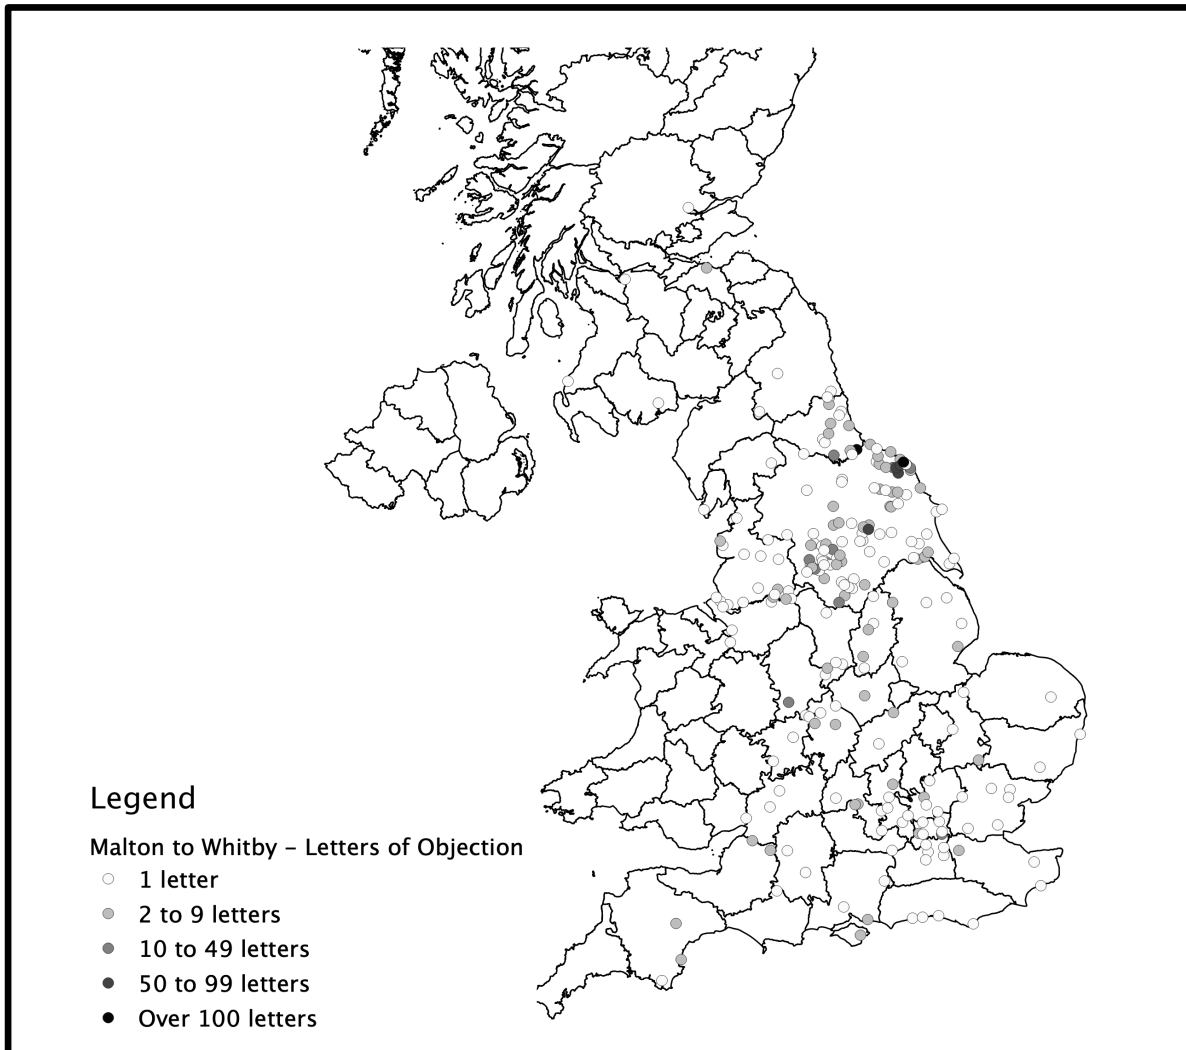 Legend
Malton to Whitby – Letters of Objection
1 letter
2 to 9 letters
10 to 49 letters
50 to 99 letters
Over 100 letters